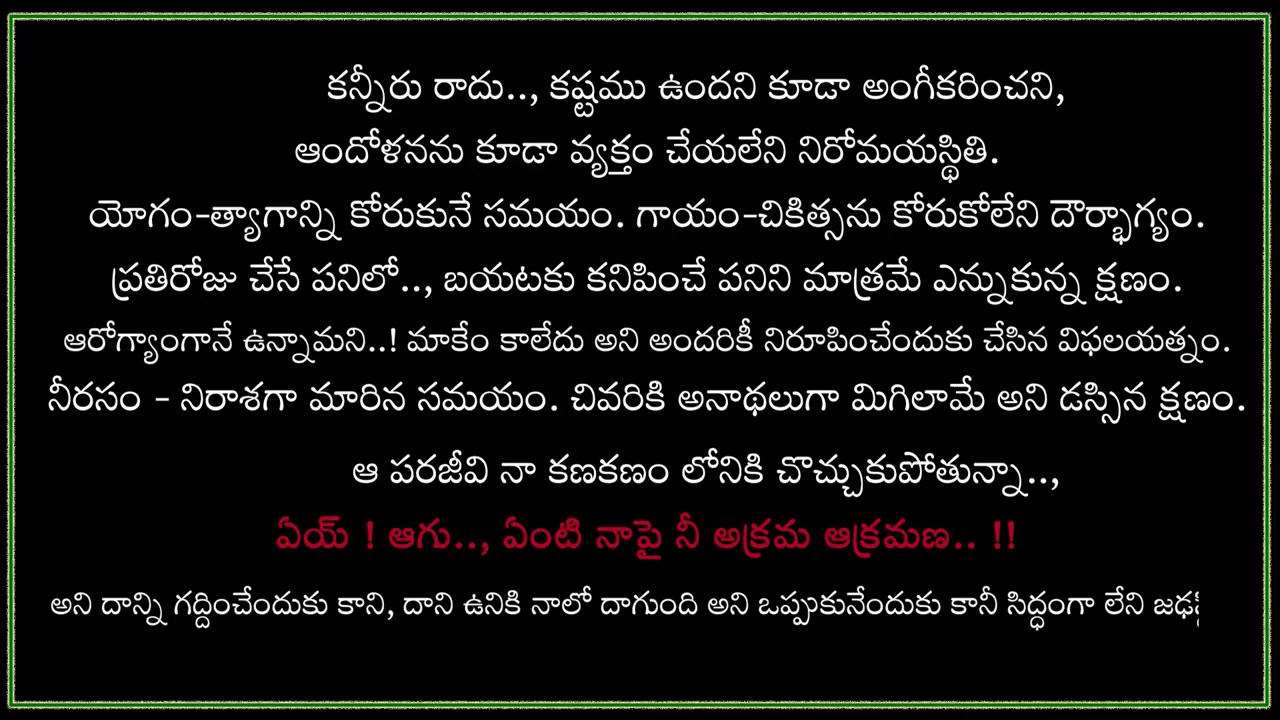 కన్నీరు రాదు.., కష్టము ఉందని కూడా అంగీకరించని,
ఆందోళనను కూడా వ్యక్తం చేయలేని నిరోమయస్థితి.
యోగం-త్యాగాన్ని కోరుకునే సమయం. గాయం-చికిత్సను కోరుకోలేని దౌర్భాగ్యం.
ప్రతిరోజు చేసే పనిలో.., బయటకు కనిపించే పనిని మాత్రమే ఎన్నుకున్న క్షణం.
ఆరోగ్యాంగానే ఉన్నామని..! మాకేం కాలేదు అని అందరికీ నిరూపించేందుకు చేసిన విఫలయత్నం.
నీరసం - నిరాశగా మారిన సమయం. చివరికి అనాథలుగా మిగిలామే అని డస్సిన క్షణం.
ఆ పరజీవి నా కణకణం లోనికి చొచ్చుకుపోతున్నా..,
ఏయ్ ! ఆగు.., ఏంటి నాపై నీ అక్రమ ఆక్రమణ.. !!
అని దాన్ని గద్దించేందుకు కాని, దాని ఉనికి నాలో దాగుంది అని ఒప్పుకునేందుకు కానీ సిద్ధంగా లేని